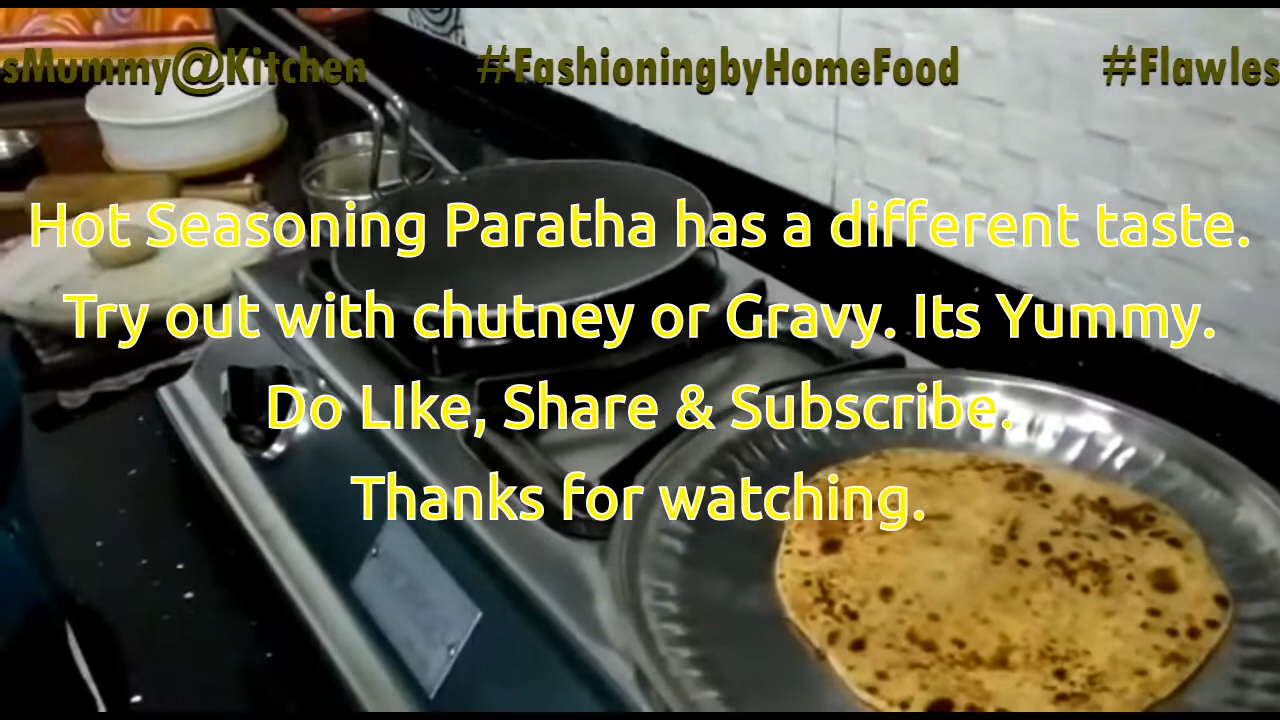 sMummy@Kitchen #FashioningbyHomeFood #Flawles
Hot Seasoning Paratha has a different taste.
Try out with chutney or Gravy. Its Yummy.
Do LIke, Share & Subscribe.
Thanks for watching.